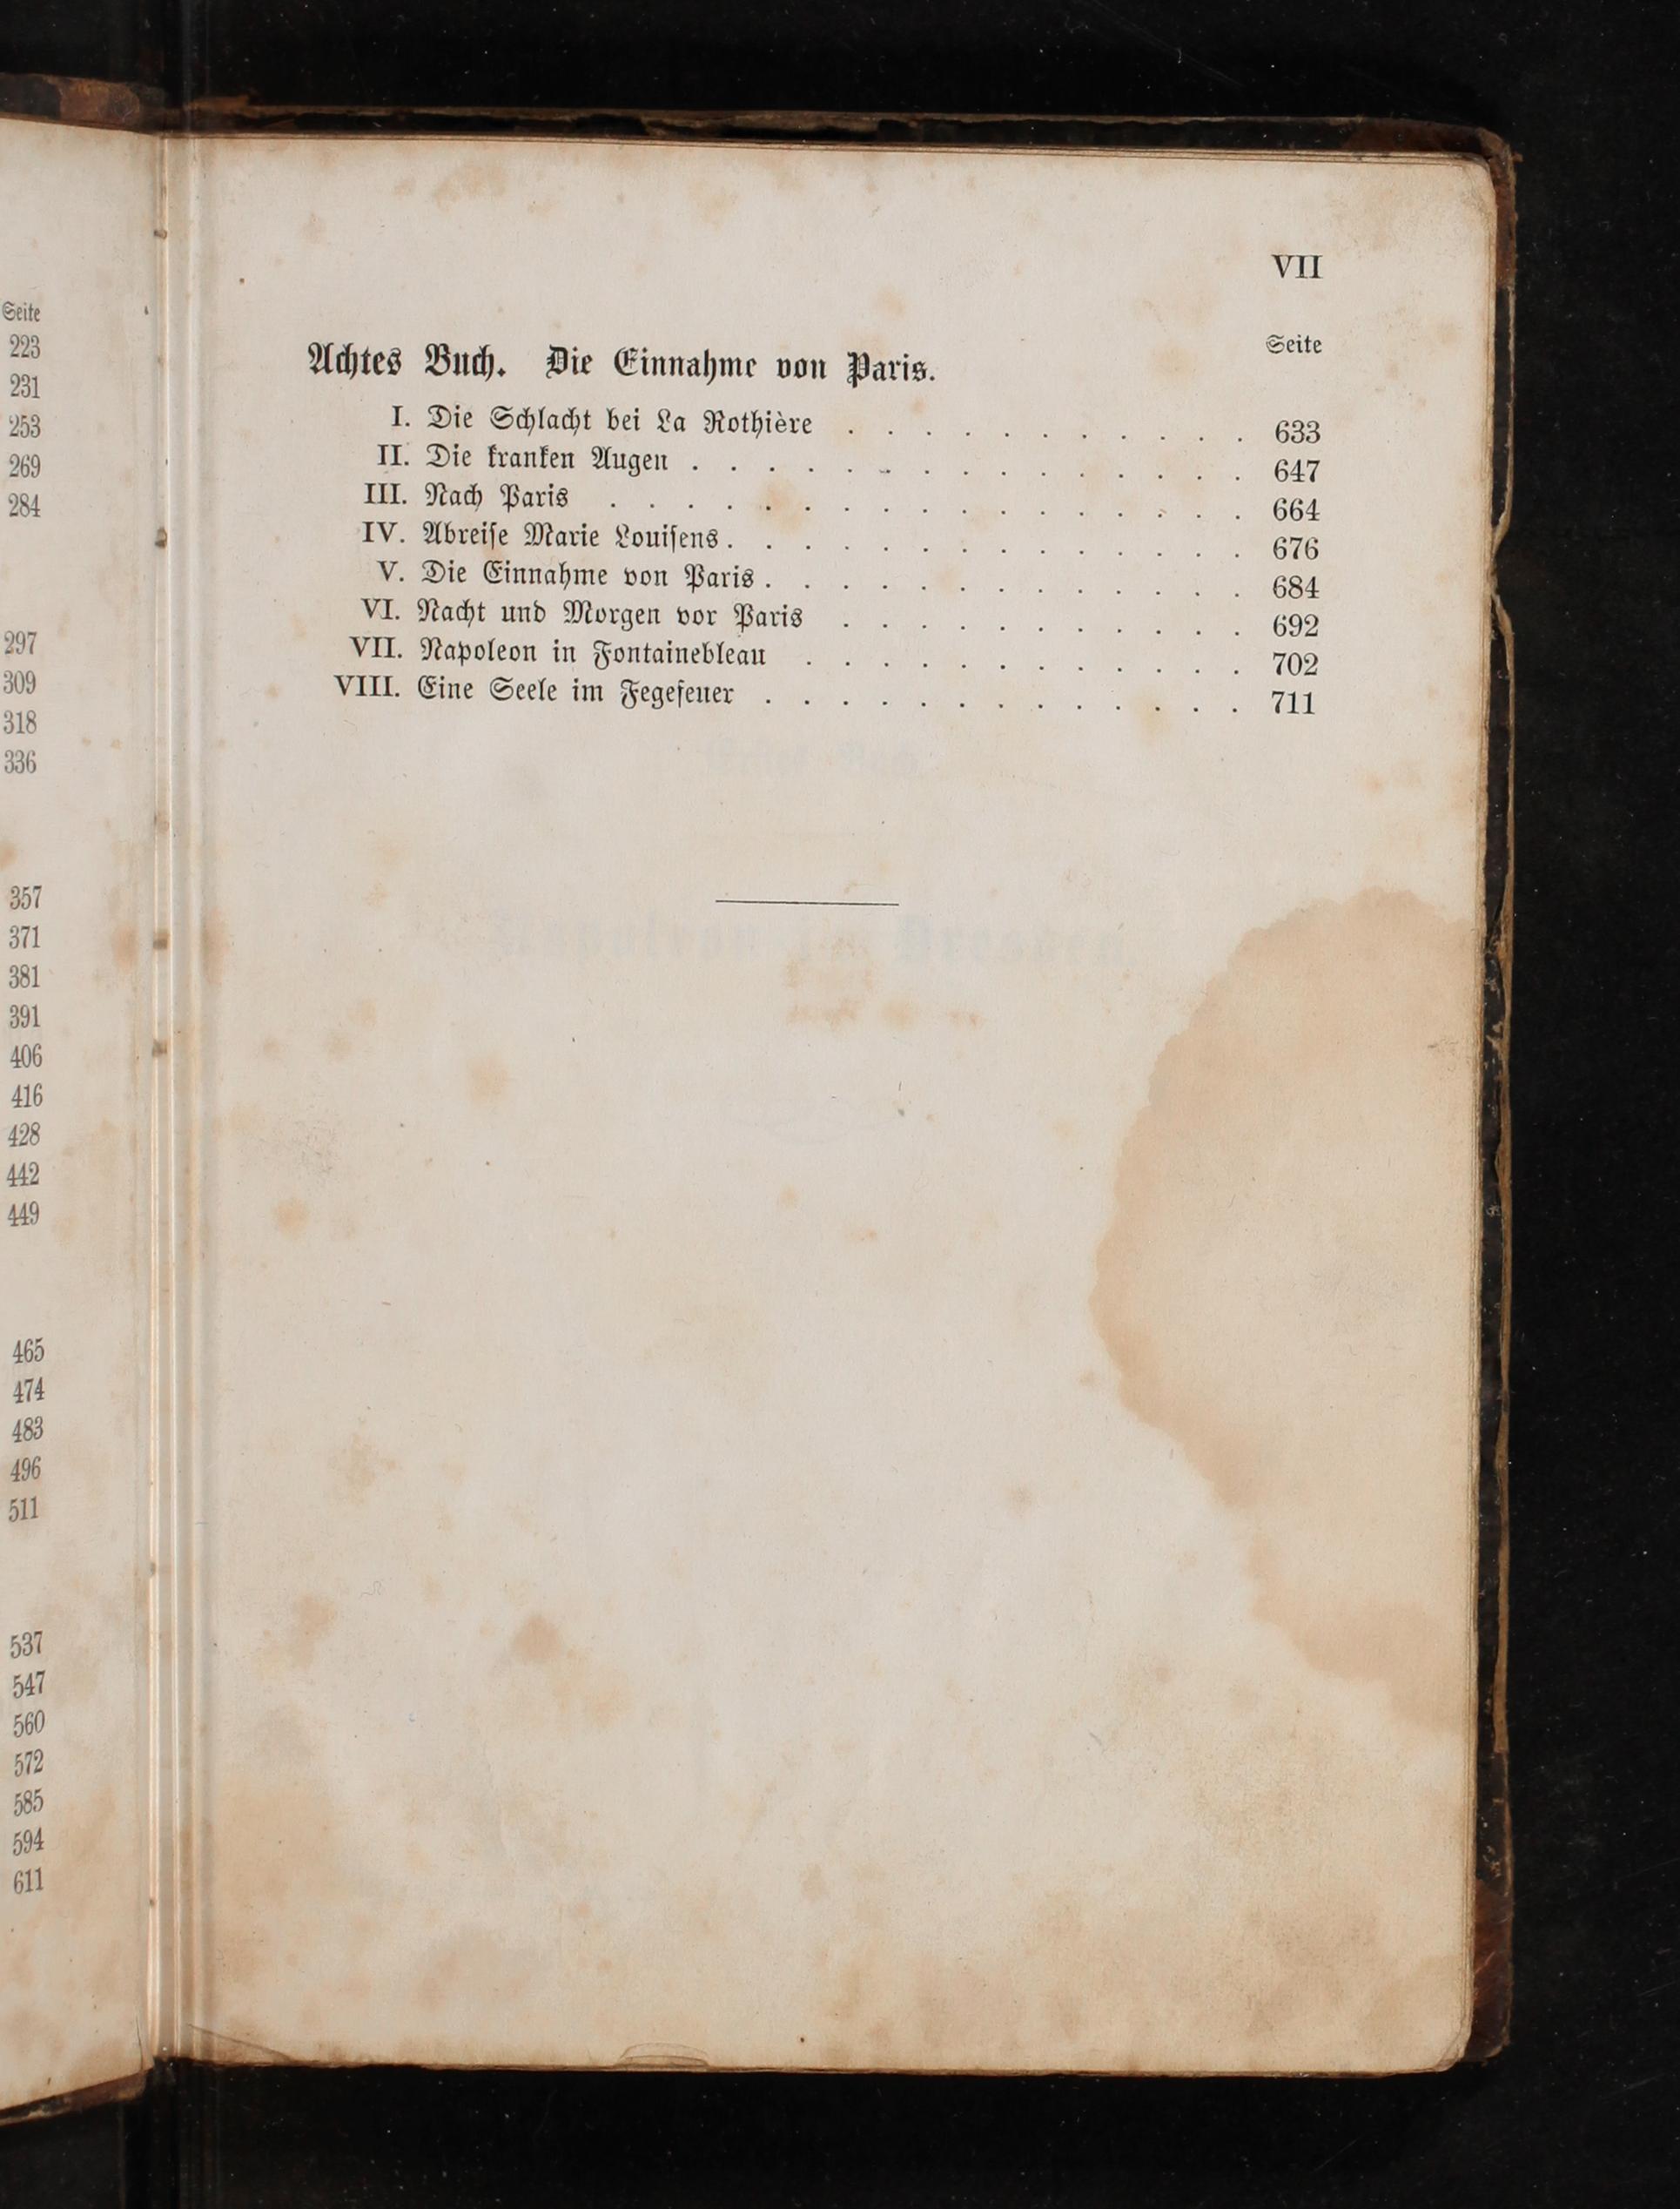 Seite
223
231
253
269
284
297
309
318
336
357
371
381
391
406
416
428
442
449
465
474
483
496
511
537
547
560
572
585
594
611
VII
Seite
Achtes Buch. Die Einnahme von Paris.
I. Die Schlacht bei La Rothière . . . . . . . . . . . 633
II. Die kranken Augen . . . . . . . . . . . . . . . 647
III. Nach Paris . . . . . . . . . . . . . . . . . 664
IV. Abreiſe Marie Louiſens . . . . . . . . . . . . . . 676
V. Die Einnahme von Paris . . . . . . . . . . . . . 684
VI. Nacht und Morgen vor Paris . . . . . . . . . . . 692
VII. Napoleon in Fontainebleau . . . . . . . . . . . . 702
VIII. Eine Seele im Fegefeuer . . . . . . . . . . . . . 711